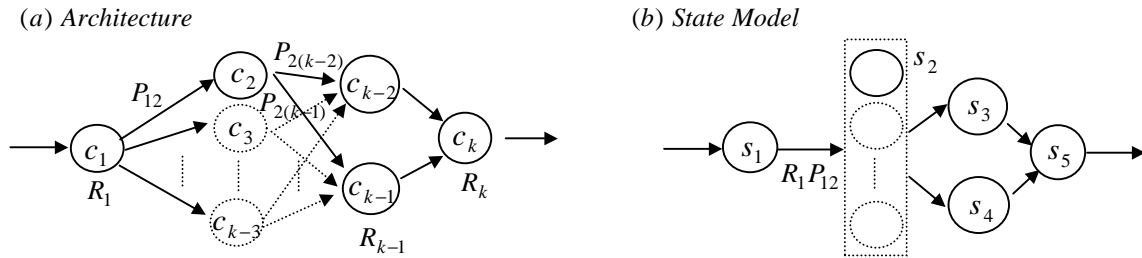 (a) Architecture
P₁₂
c₂
P₂₍ₖ₋₂₎
cₖ₋₂
P₂₍ₖ₋₁₎
c₃
c₁
cₖ
R₁
cₖ₋₃
cₖ₋₁
Rₖ
Rₖ₋₁
(b) State Model
s₂
s₃
s₁
s₅
R₁P₁₂
s₄